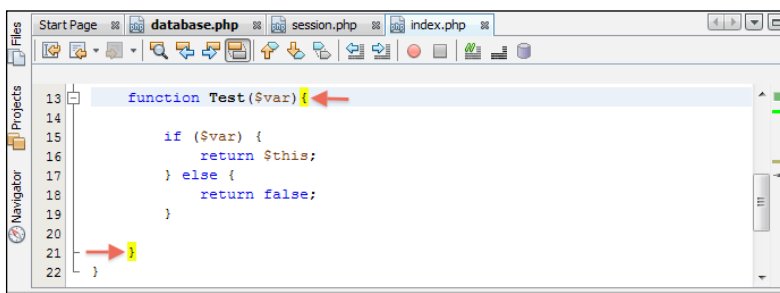 Start Page database.php session.php index.php
Files
Projects
Navigator
13 function Test($var){
14
15 if ($var) {
16 return $this;
17 } else {
18 return false;
19 }
20
21 }
22 }